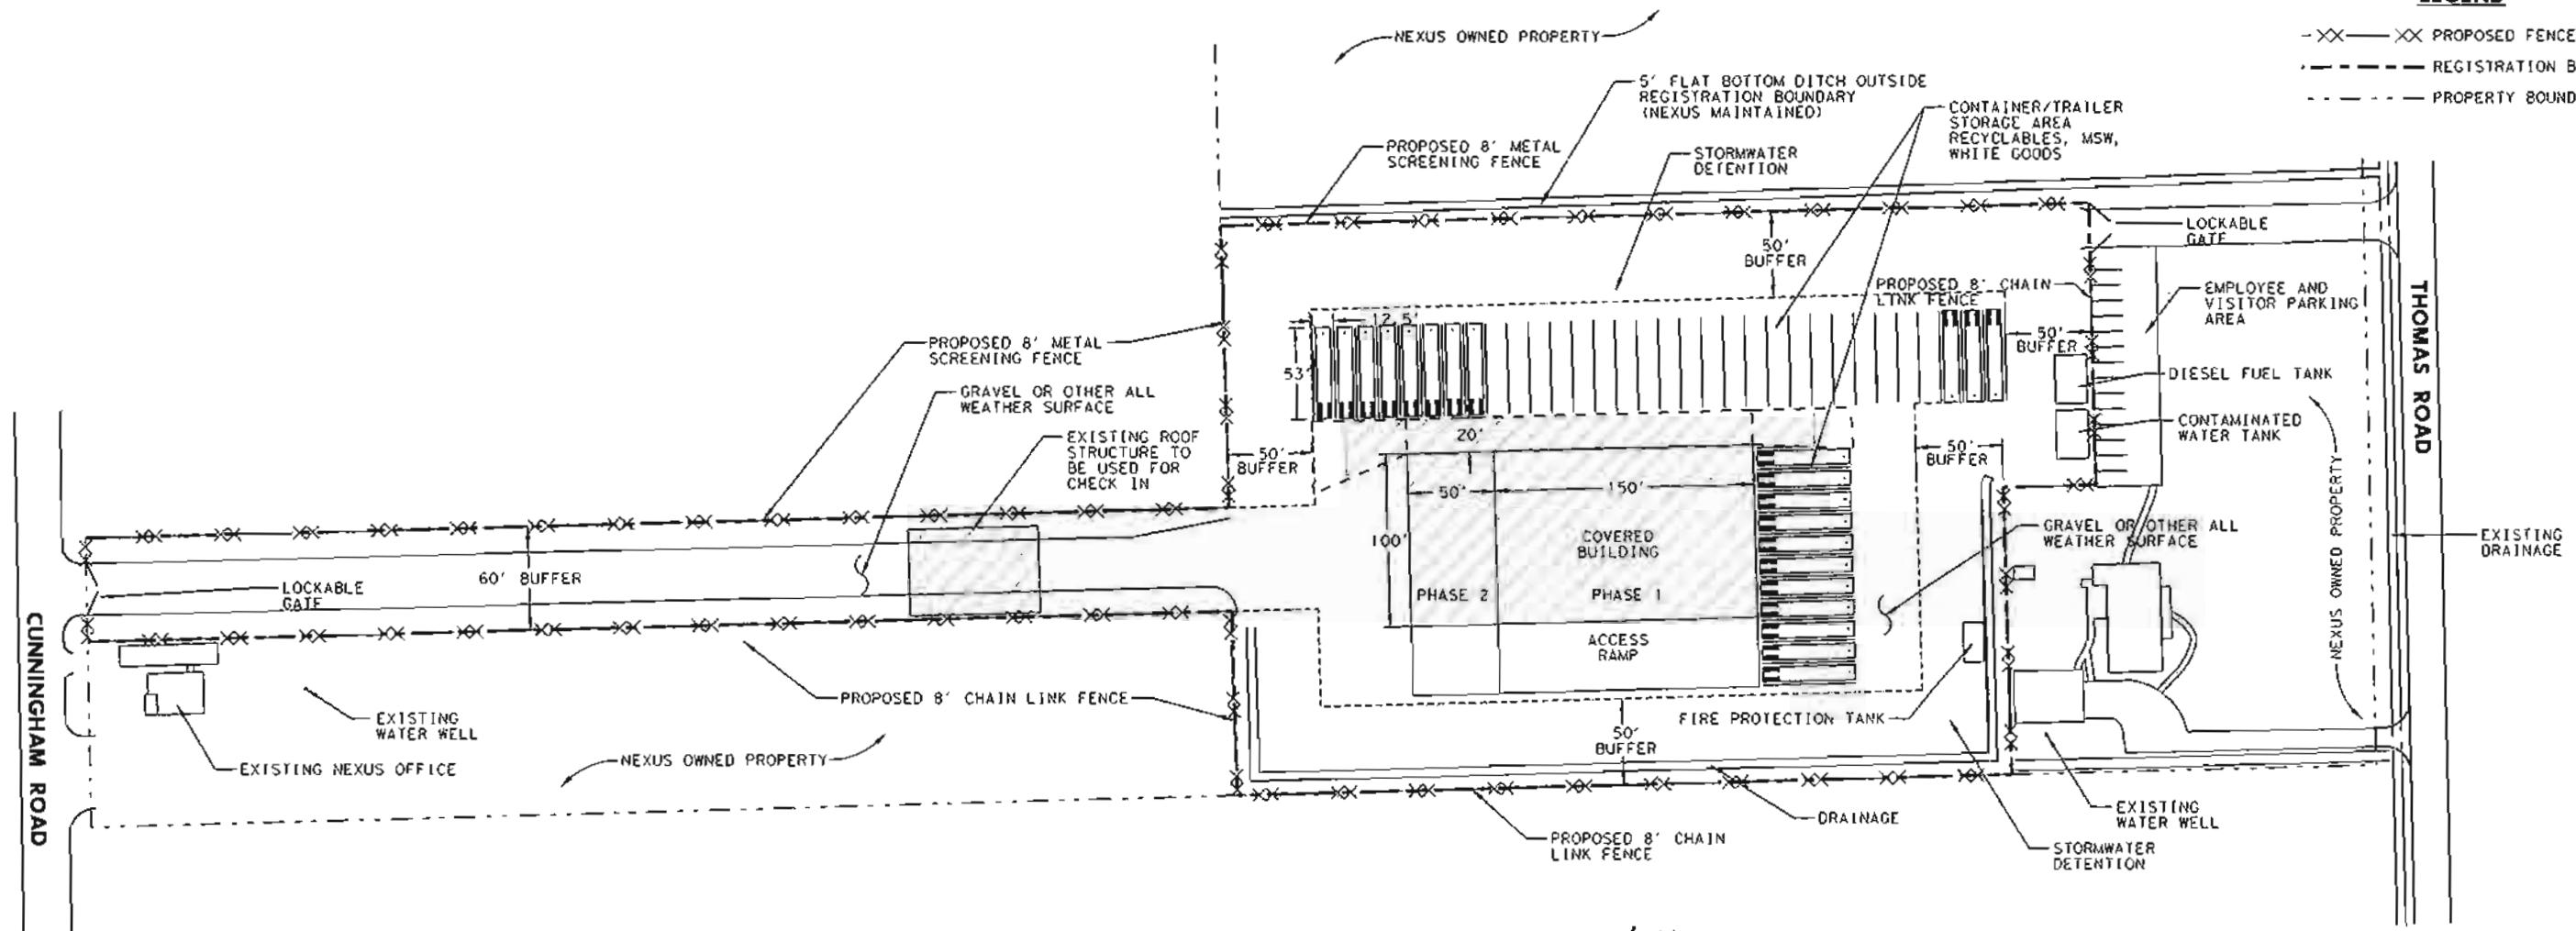 NEXUS OWNED PROPERTY
PROPOSED FENCE
REGISTRATION B
PROPERTY BOUND
5' FLAT BOTTOM DITCH OUTSIDE
REGISTRATION BOUNDARY
(NEXUS MAINTAINED)
CONTAINER/TRAILER
STORAGE AREA
RECYCLABLES, MSW,
WHITE GOODS
PROPOSED 8' METAL
SCREENING FENCE
STORMWATER
DETENTION
LOCKABLE
GATE
50'
BUFFER
PROPOSED 8' CHAIN
LINK FENCE
EMPLOYEE AND
VISITOR PARKING
AREA
THOMAS ROAD
12.5'
53'
50'
BUFFER
PROPOSED 8' METAL
SCREENING FENCE
DIESEL FUEL TANK
GRAVEL OR OTHER ALL
WEATHER SURFACE
CONTAMINATED
WATER TANK
EXISTING ROOF
STRUCTURE TO
BE USED FOR
CHECK IN
20'
50'
BUFFER
50'
BUFFER
50'
150'
NEXUS OWNED PROPERTY
GRAVEL OR OTHER ALL
WEATHER SURFACE
EXISTING
DRAINAGE
100'
COVERED
BUILDING
PHASE 2
PHASE 1
60' BUFFER
LOCKABLE
GATE
CUNNINGHAM ROAD
ACCESS
RAMP
PROPOSED 8' CHAIN LINK FENCE
EXISTING
WATER WELL
FIRE PROTECTION TANK
50'
BUFFER
NEXUS OWNED PROPERTY
EXISTING NEXUS OFFICE
DRAINAGE
EXISTING
WATER WELL
PROPOSED 8' CHAIN
LINK FENCE
STORMWATER
DETENTION